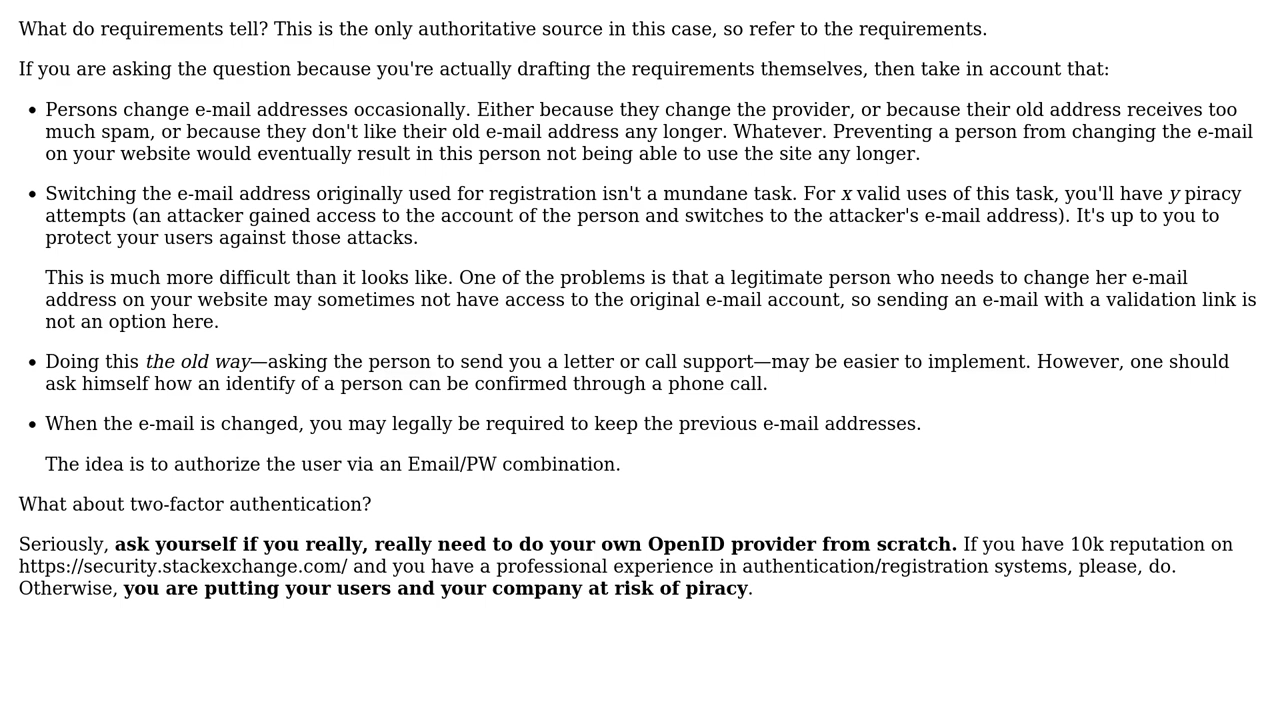 What do requirements tell? This is the only authoritative source in this case, so refer to the requirements.
If you are asking the question because you're actually drafting the requirements themselves, then take in account that:
• Persons change e-mail addresses occasionally. Either because they change the provider, or because their old address receives too
much spam, or because they don't like their old e-mail address any longer. Whatever. Preventing a person from changing the e-mail
on your website would eventually result in this person not being able to use the site any longer.
• Switching the e-mail address originally used for registration isn't a mundane task. For x valid uses of this task, you'll have y piracy
attempts (an attacker gained access to the account of the person and switches to the attacker's e-mail address). It's up to you to
protect your users against those attacks.
This is much more difficult than it looks like. One of the problems is that a legitimate person who needs to change her e-mail
address on your website may sometimes not have access to the original e-mail account, so sending an e-mail with a validation link is
not an option here.
• Doing this the old way—asking the person to send you a letter or call support—may be easier to implement. However, one should
ask himself how an identify of a person can be confirmed through a phone call.
• When the e-mail is changed, you may legally be required to keep the previous e-mail addresses.
The idea is to authorize the user via an Email/PW combination.
What about two-factor authentication?
Seriously, ask yourself if you really, really need to do your own OpenID provider from scratch. If you have 10k reputation on
https://security.stackexchange.com/ and you have a professional experience in authentication/registration systems, please, do.
Otherwise, you are putting your users and your company at risk of piracy.